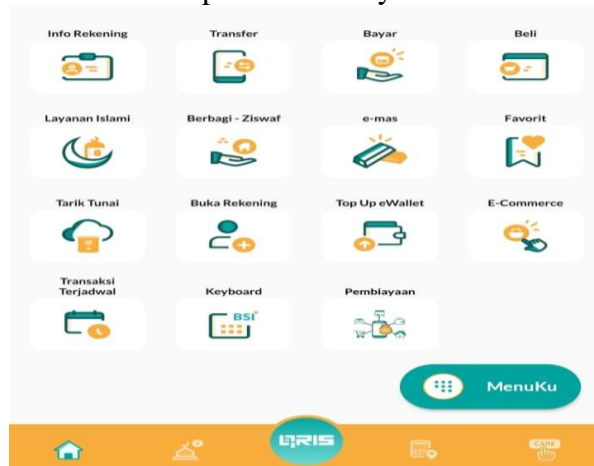 Info Rekening
Transfer
Bayar
Beli
Layanan Islami
Berbagi - Ziswaf
e-mas
Favorit
Tarik Tunai
Buka Rekening
Top Up eWallet
E-Commerce
Transaksi
Terjadwal
Keyboard
Pembiayaan
BSI
MenuKu
QRIS
CARE